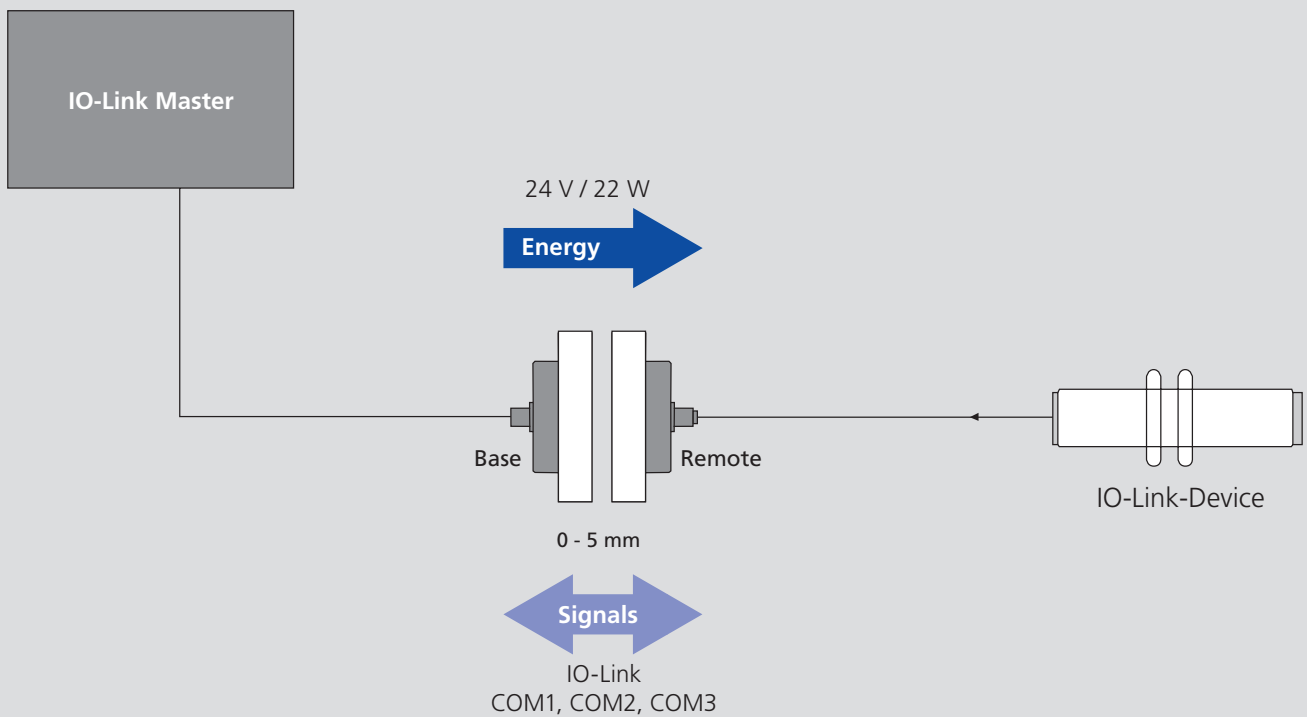 IO-Link Master
24 V / 22 W
Energy
Base
Remote
IO-Link-Device
0 - 5 mm
Signals
IO-Link
COM1, COM2, COM3